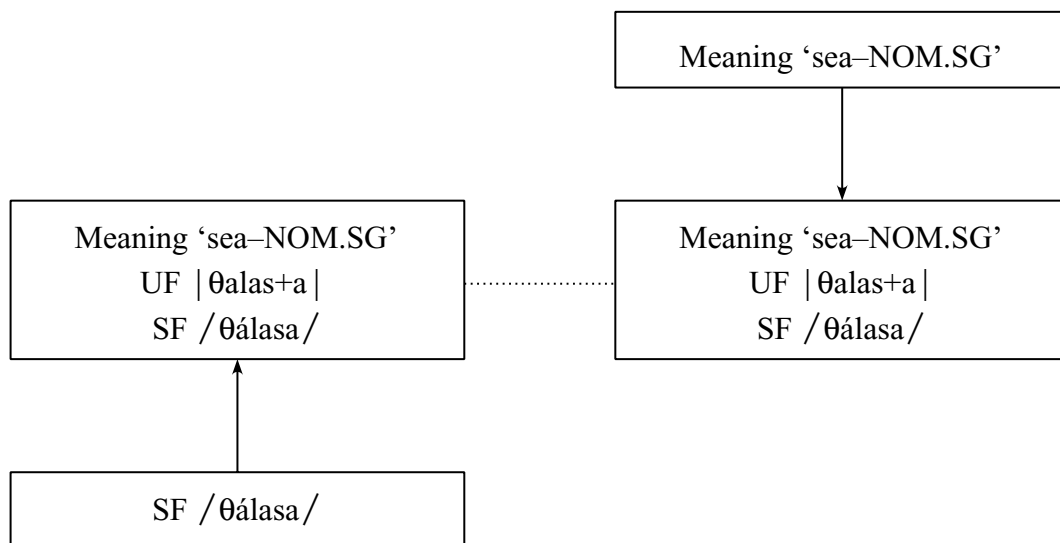 Meaning ‘sea–NOM.SG’
Meaning ‘sea–NOM.SG’
UF |θalas+a|
SF /θálasa/
Meaning ‘sea–NOM.SG’
UF |θalas+a|
SF /θálasa/
SF /θálasa/